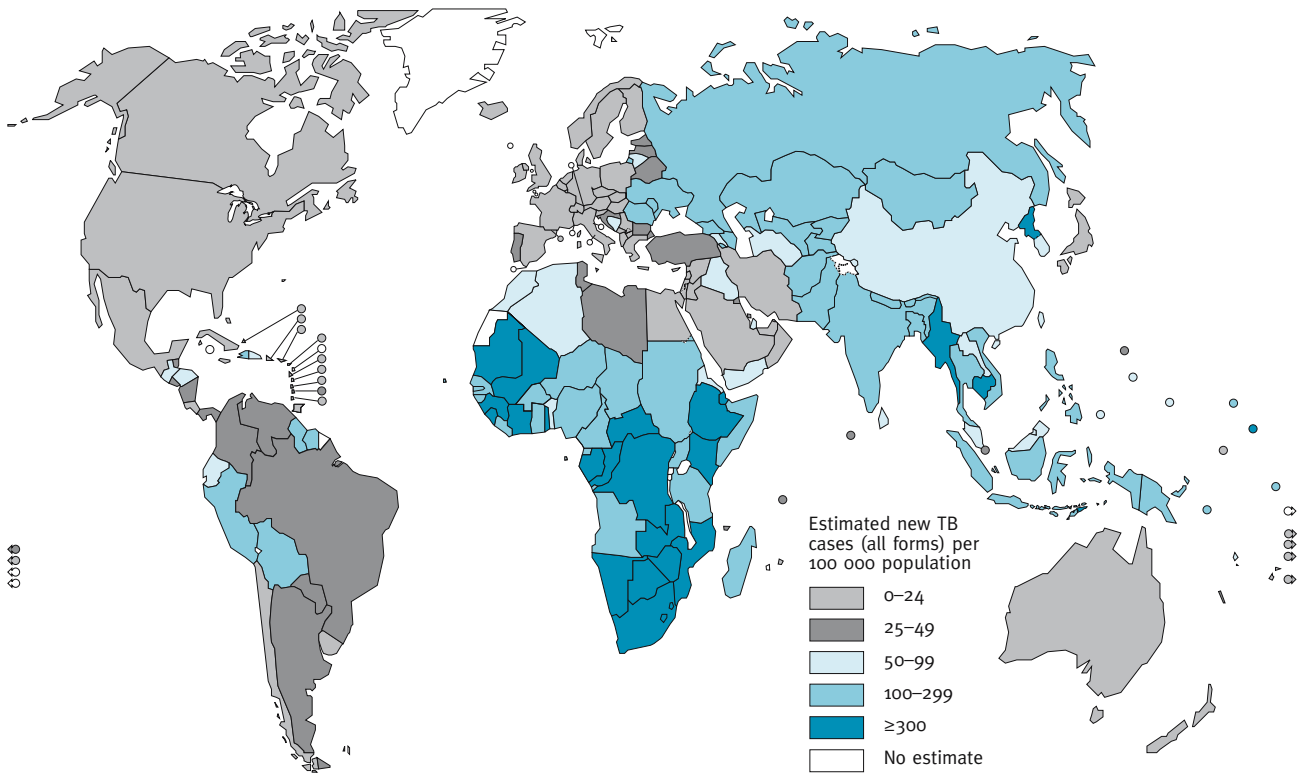 Estimated new TB
cases (all forms) per
100 000 population
0–24
25–49
50–99
100–299
≥300
No estimate